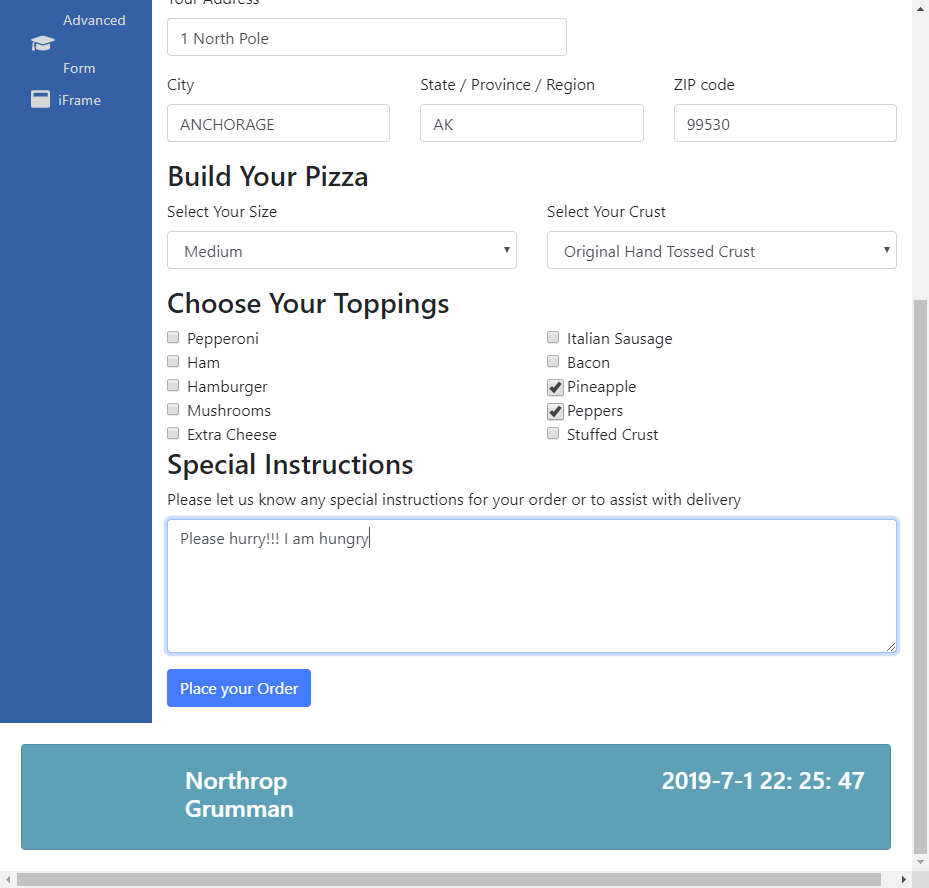 Advanced
Form
iFrame
Your Address
1 North Pole
City State / Province / Region ZIP code
ANCHORAGE AK 99530
Build Your Pizza
Select Your Size Select Your Crust
Medium Original Hand Tossed Crust
Choose Your Toppings
Pepperoni Italian Sausage
Ham Bacon
Hamburger Pineapple
Mushrooms Peppers
Extra Cheese Stuffed Crust
Special Instructions
Please let us know any special instructions for your order or to assist with delivery
Please hurry!!! I am hungry
Place your Order
Northrop 2019-7-1 22: 25: 47
Grumman